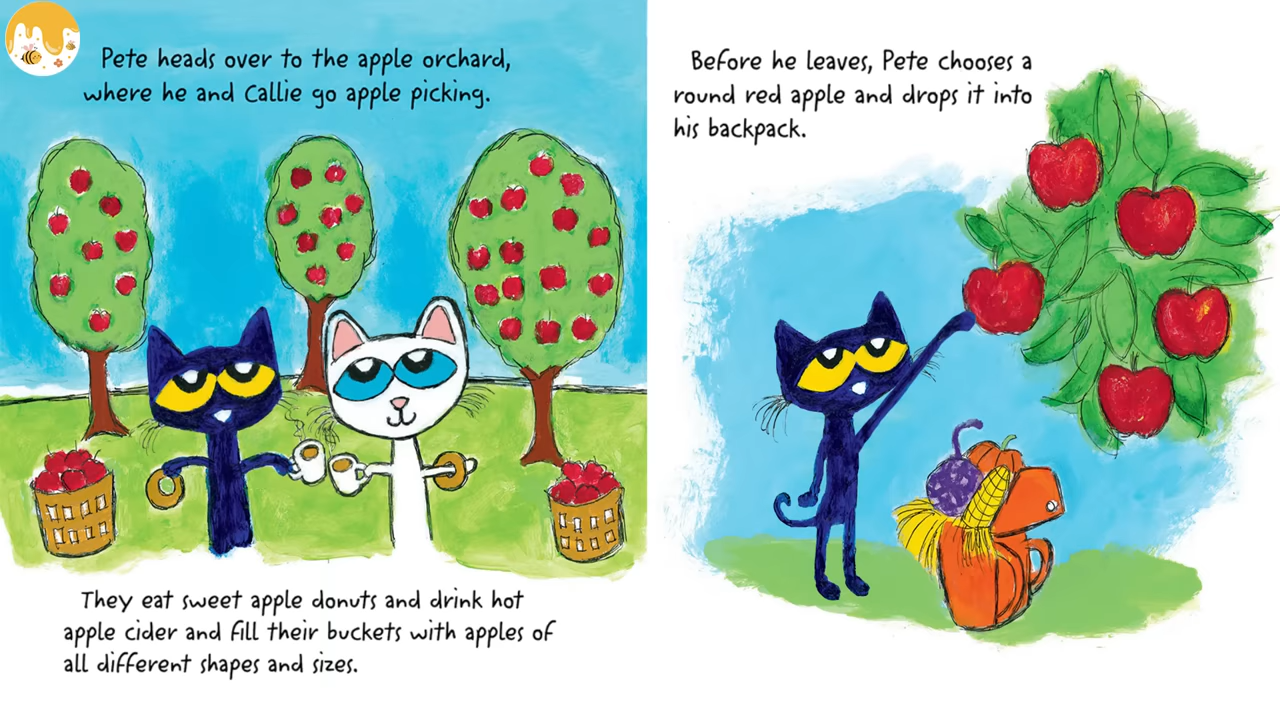 Pete heads over to the apple orchard,
where he and Callie go apple picking.
They eat sweet apple donuts and drink hot
apple cider and fill their buckets with apples of
all different shapes and sizes.
Before he leaves, Pete chooses a
round red apple and drops it into
his backpack.